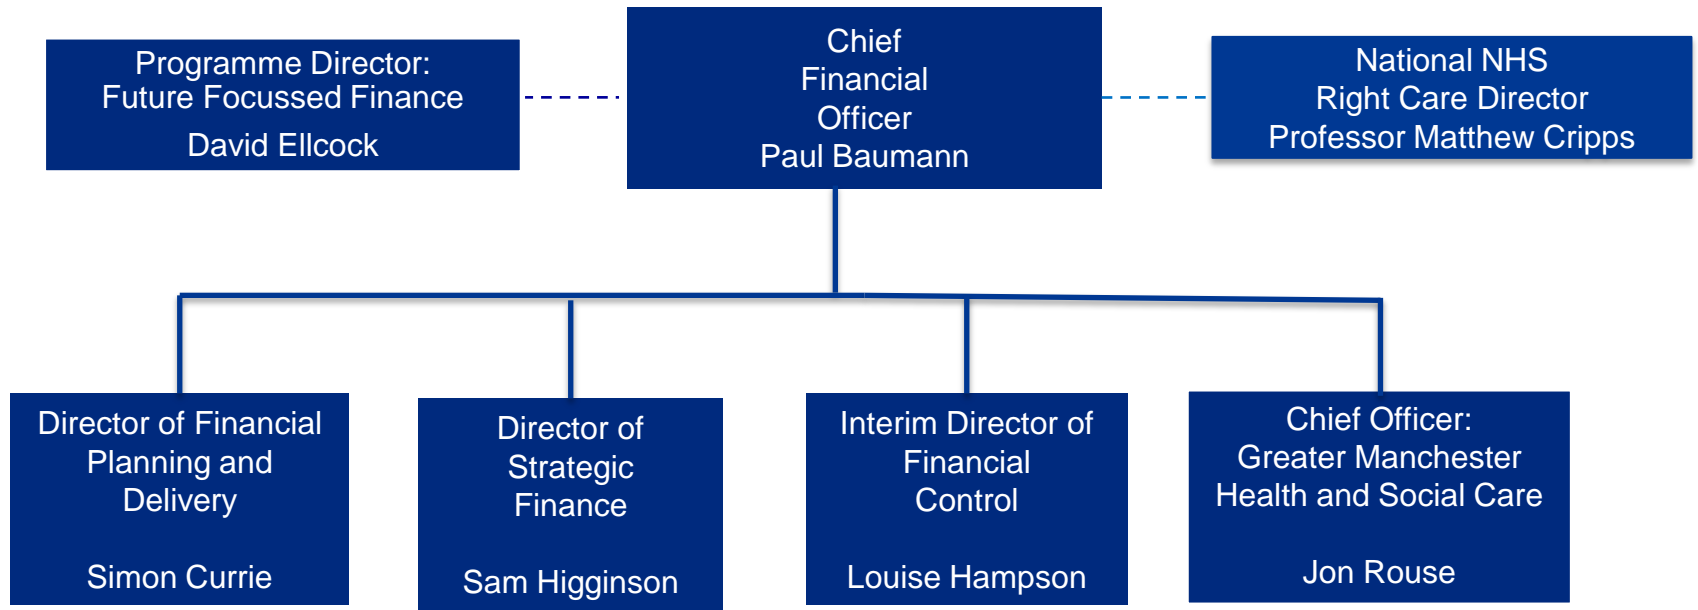 Programme Director:
Future Focussed Finance
David Ellcock
Chief
Financial
Officer
Paul Baumann
National NHS
Right Care Director
Professor Matthew Cripps
Director of Financial
Planning and
Delivery
Simon Currie
Director of
Strategic
Finance
Sam Higginson
Interim Director of
Financial
Control
Louise Hampson
Chief Officer:
Greater Manchester
Health and Social Care
Jon Rouse